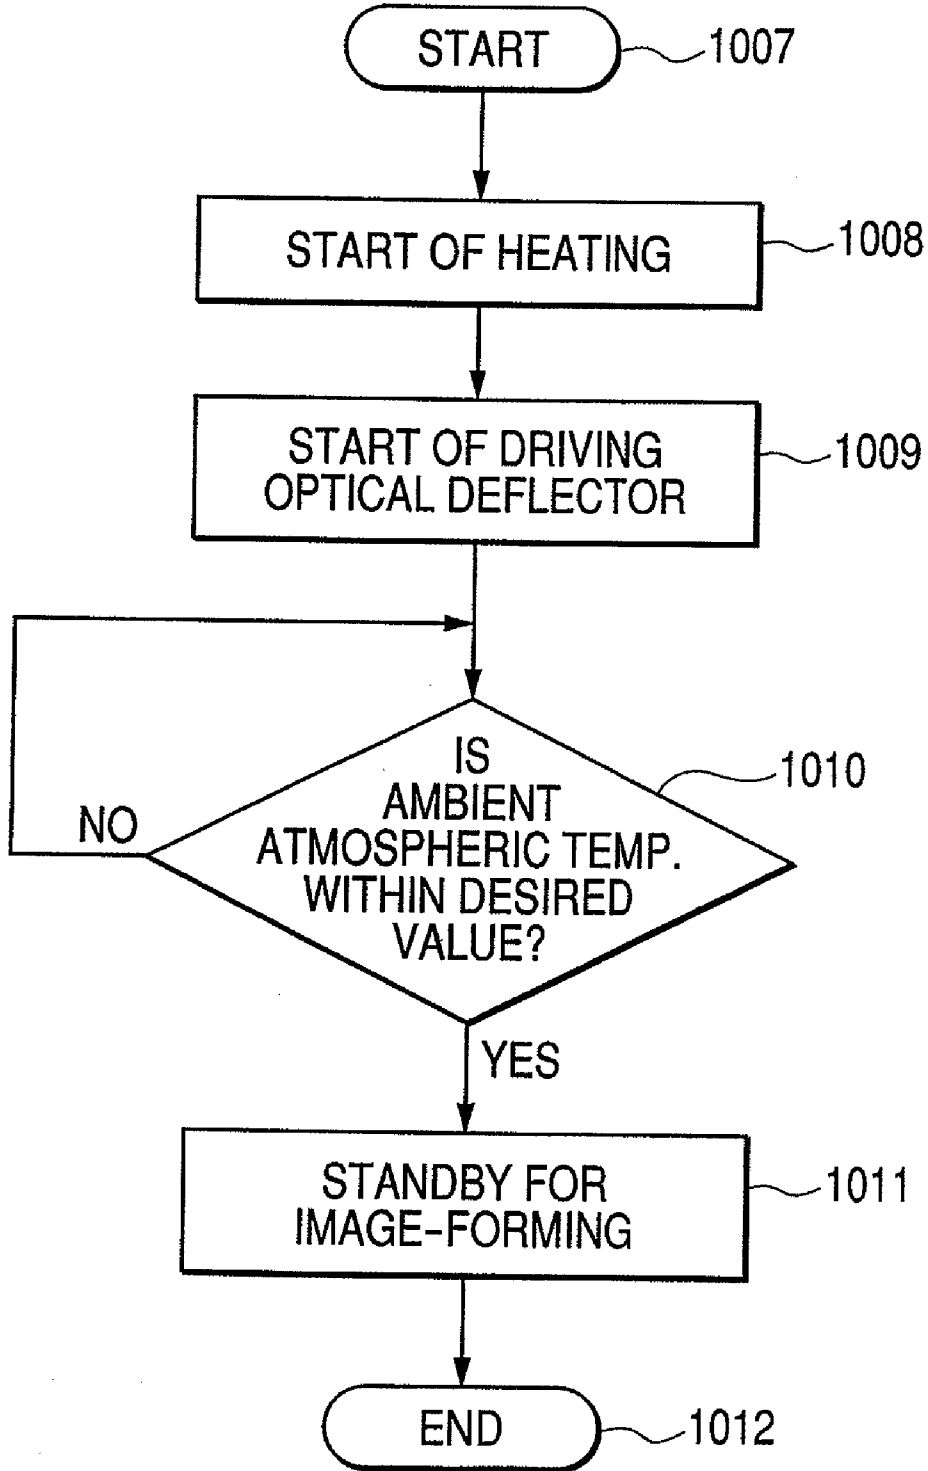 START
1007
START OF HEATING
1008
START OF DRIVING
OPTICAL DEFLECTOR
1009
IS
AMBIENT
ATMOSPHERIC TEMP.
WITHIN DESIRED
VALUE?
1010
NO
YES
STANDBY FOR
IMAGE-FORMING
1011
END
1012